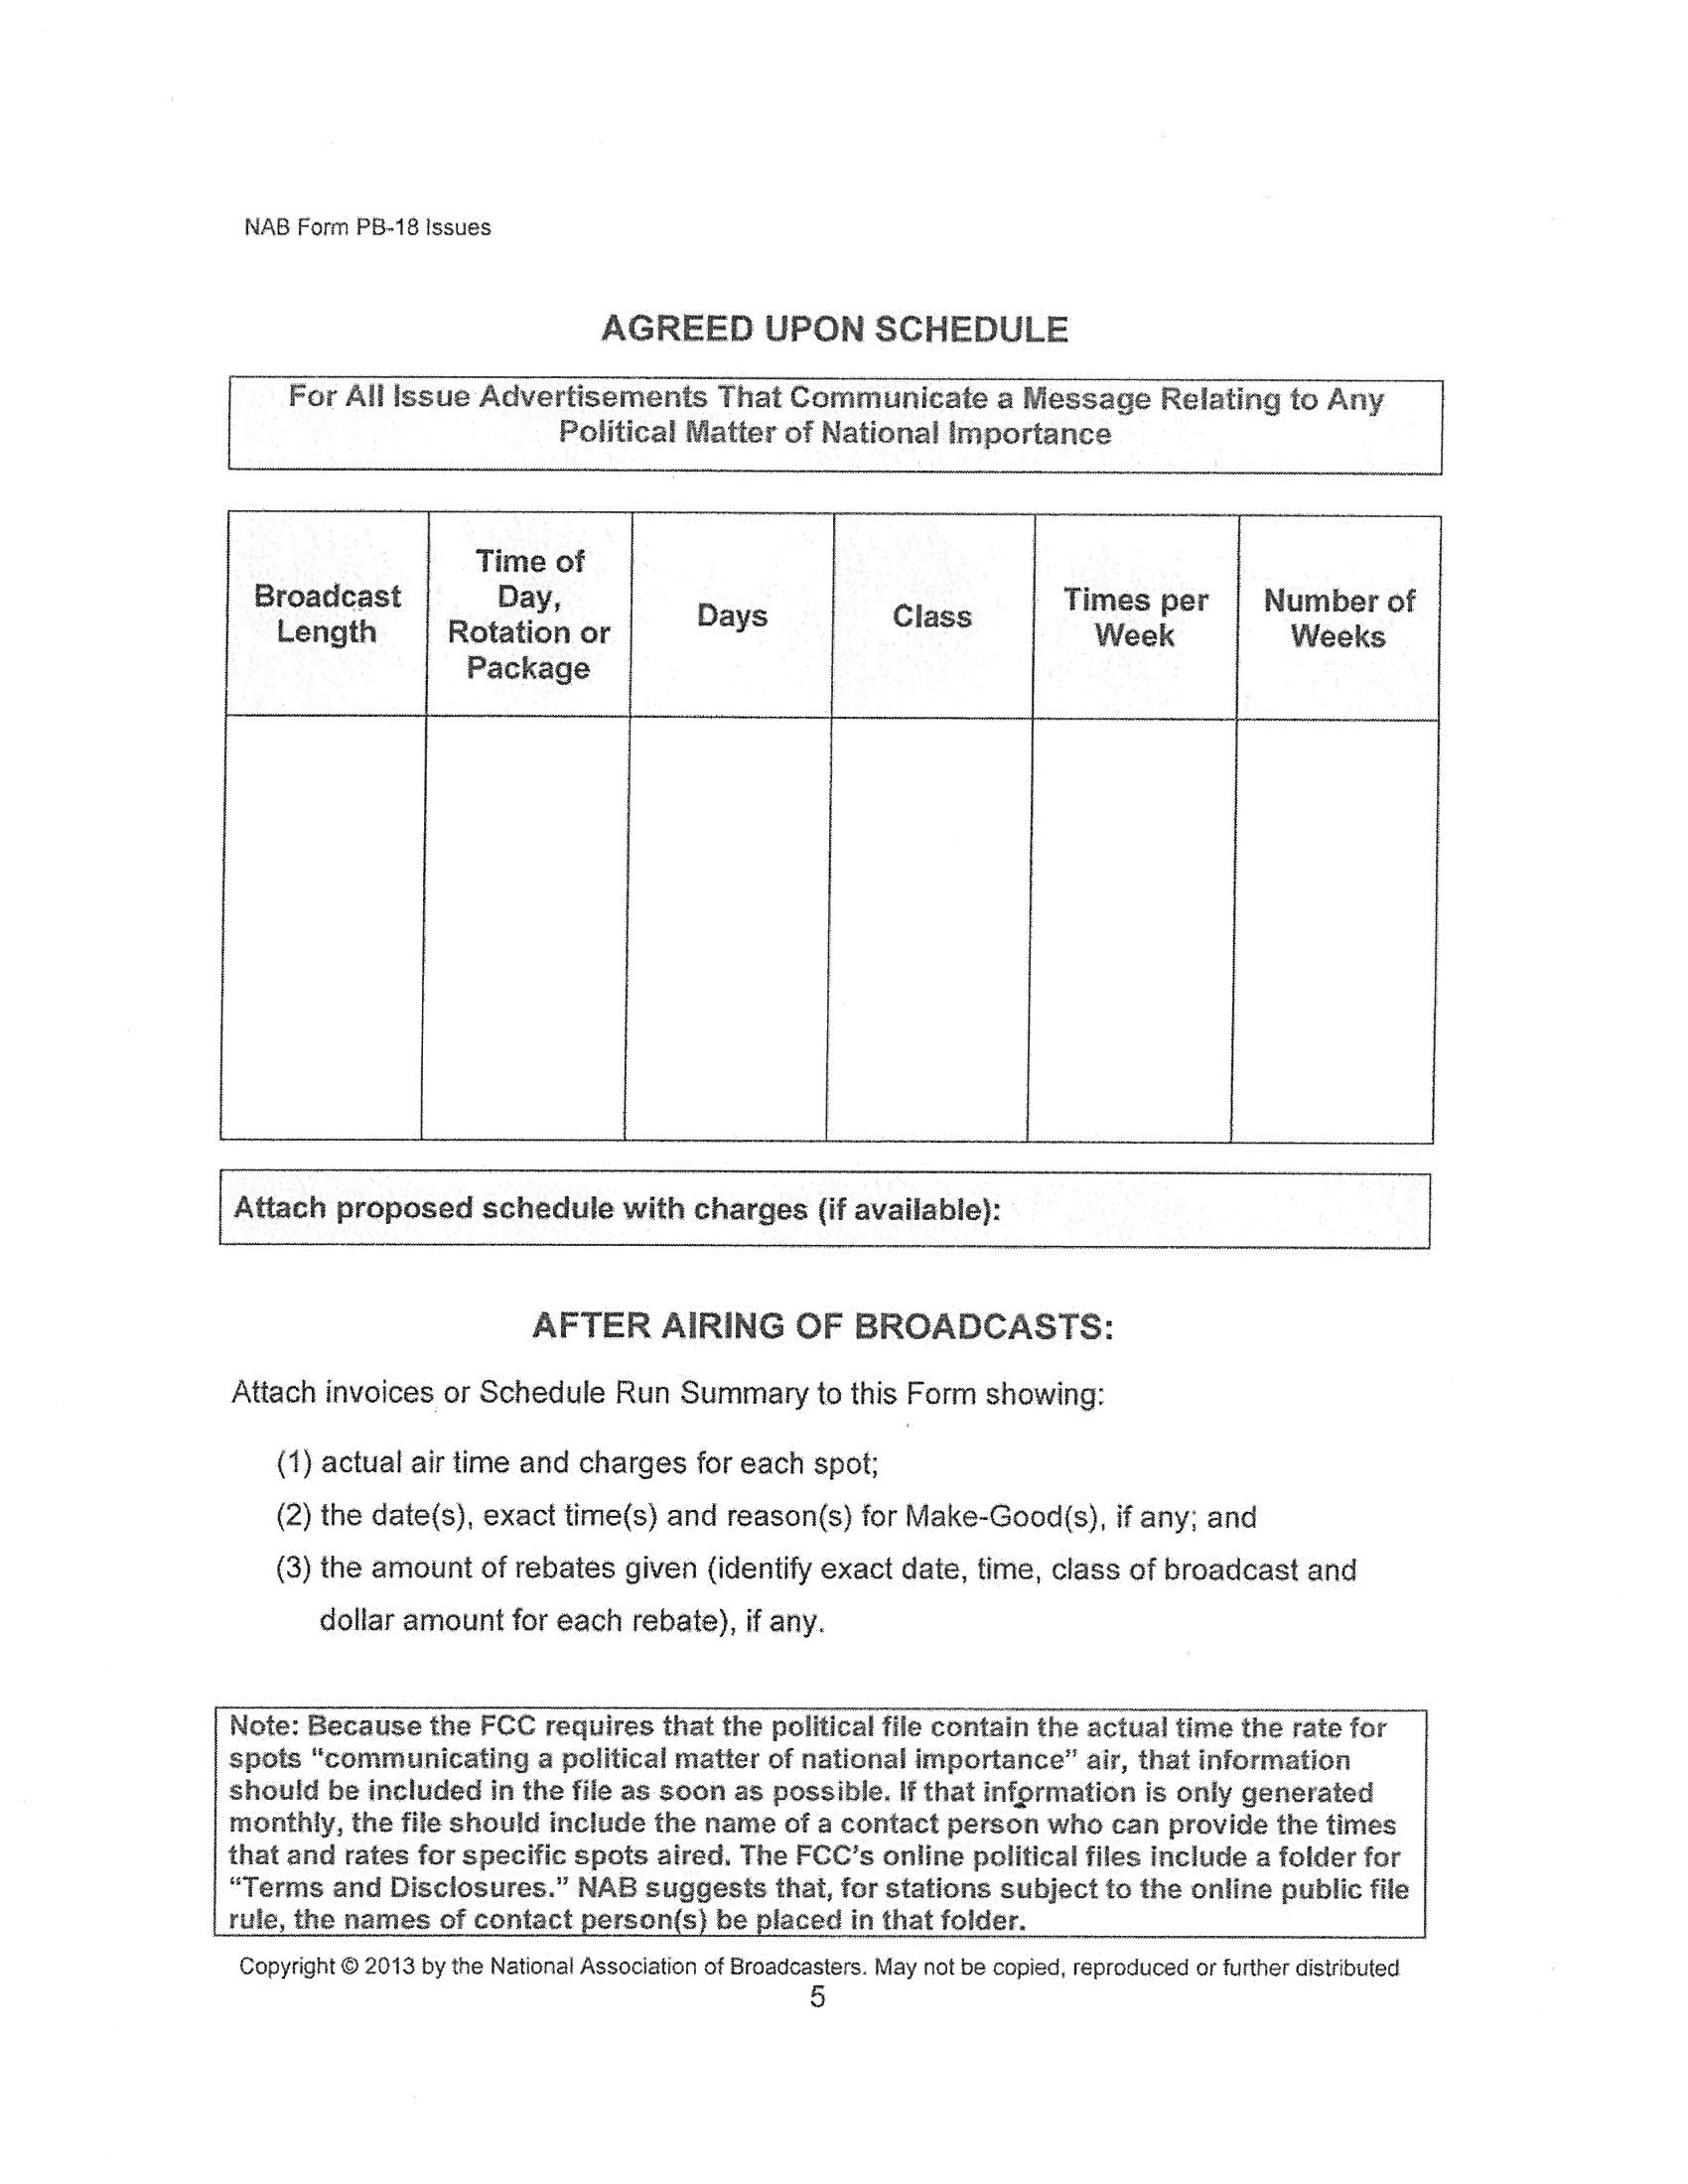 NAB Form PB-18 Issues
AGREED UPON SCHEDULE
For All Issue Advertisements That Communicate a Message Relating to Any
Political Matter of National Importance
Broadcast
Length
Time of
Day,
Rotation or
Package
Days
Class
Times per
Week
Number of
Weeks
Attach proposed schedule with charges (if available):
AFTER AIRING OF BROADCASTS:
Attach invoices or Schedule Run Summary to this Form showing:
(1) actual air time and charges for each spot;
(2) the date(s), exact time(s) and reason(s) for Make-Good(s), if any; and
(3) the amount of rebates given (identify exact date, time, class of broadcast and
dollar amount for each rebate), if any.
Note: Because the FCC requires that the political file contain the actual time the rate for
spots "communicating a political matter of national importance" air, that information
should be included in the file as soon as possible. If that information is only generated
monthly, the file should include the name of a contact person who can provide the times
that and rates for specific spots aired. The FCC's online political files include a folder for
"Terms and Disclosures." NAB suggests that, for stations subject to the online public file
rule, the names of contact person(s) be placed in that folder.
Copyright © 2013 by the National Association of Broadcasters. May not be copied, reproduced or further distributed
5